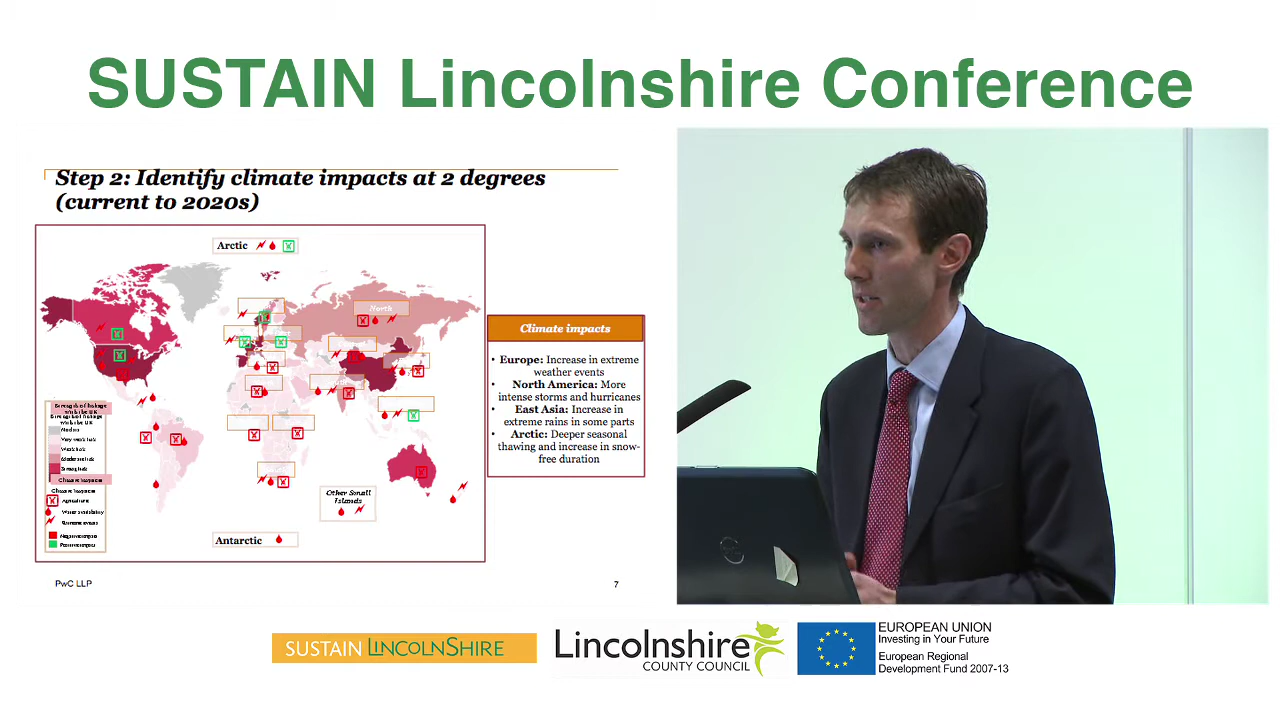 SUSTAIN Lincolnshire Conference
Step 2: Identify climate impacts at 2 degrees
(current to 2020s)
Arctic
North
Climate impacts
• Europe: Increase in extreme
weather events
• North America: More
intense storms and hurricanes
• East Asia: Increase in
extreme rains in some parts
• Arctic: Deeper seasonal
thawing and increase in snow-
free duration
Other Small
Islands
Antarctic
PwC LLP
7
SUSTAIN LINCOLNSHIRE
Lincolnshire
COUNTY COUNCIL
EUROPEAN UNION
Investing in Your Future
European Regional
Development Fund 2007-13